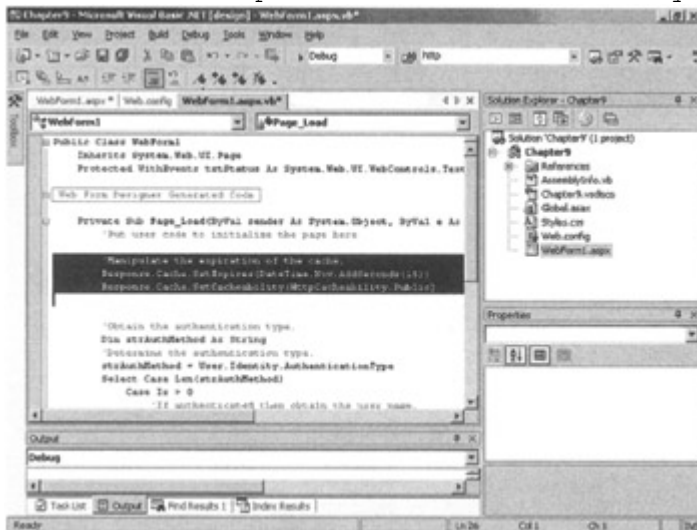 Chapter9 - Microsoft Visual Basic .NET [design] - WebForm1.aspx.vb*
File Edit View Project Build Debug Tools Window Help
Debug
http
WebForm1.aspx* Web.config WebForm1.aspx.vb*
Solution Explorer - Chapter9
Toolbox
WebForm1
Page_Load
Solution 'Chapter9' (1 project)
Chapter9
References
AssemblyInfo.vb
Chapter9.vsdisco
Global.asax
Styles.css
Web.config
WebForm1.aspx
Public Class WebForm1
Inherits System.Web.UI.Page
Protected WithEvents txtStatus As System.Web.UI.WebControls.Text
Web Form Designer Generated Code
Private Sub Page_Load(ByVal sender As System.Object, ByVal e As
'Put user code to initialize the page here
'Manipulate the expiration of the cache.
Response.Cache.SetExpires(DateTime.Now.AddSeconds(15))
Response.Cache.SetCacheability(HttpCacheability.Public)
'Obtain the authentication type.
Dim strAuthMethod As String
'Determine the authentication type.
strAuthMethod = User.Identity.AuthenticationType
Select Case Len(strAuthMethod)
Case Is > 0
'If authenticated then obtain the user name.
Properties
Output
Debug
Task List Output Find Results 1 Index Results
Ready
Ln 26 Col 1 Ch 1